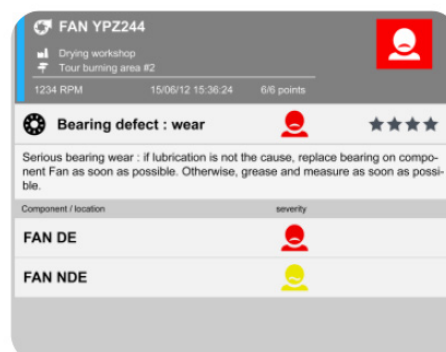 FAN YPZ244
Drying workshop
Tour burning area #2
1234 RPM 15/06/12 15:36:24 6/6 points
Bearing defect : wear
Serious bearing wear : if lubrication is not the cause, replace bearing on compo-
nent Fan as soon as possible. Otherwise, grease and measure as soon as possi-
ble.
Component / location severity
FAN DE
FAN NDE